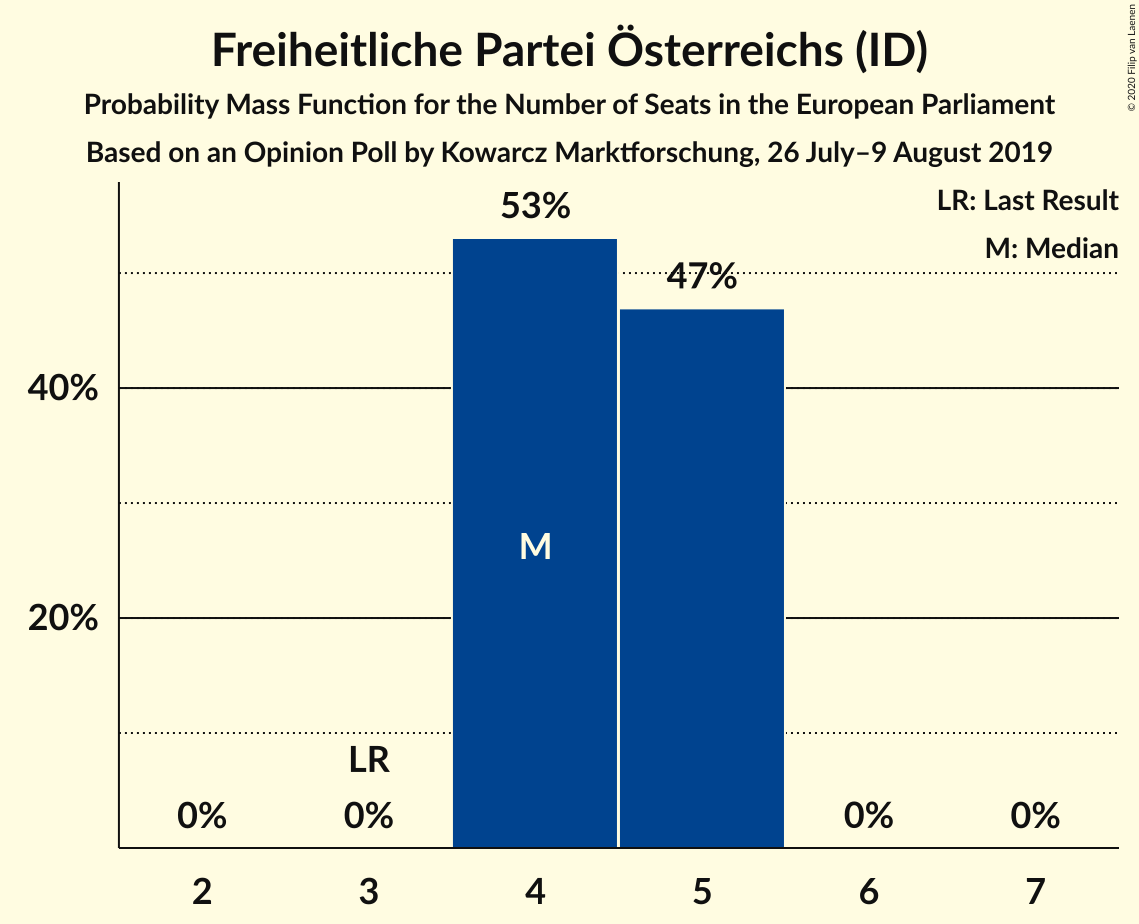 Freiheitliche Partei Österreichs (ID)
Probability Mass Function for the Number of Seats in the European Parliament
Based on an Opinion Poll by Kowarcz Marktforschung, 26 July–9 August 2019
© 2020 Filip van Laenen
LR: Last Result
M: Median
53%
47%
40%
20%
M
LR
0% 0% 0% 0%
2 3 4 5 6 7